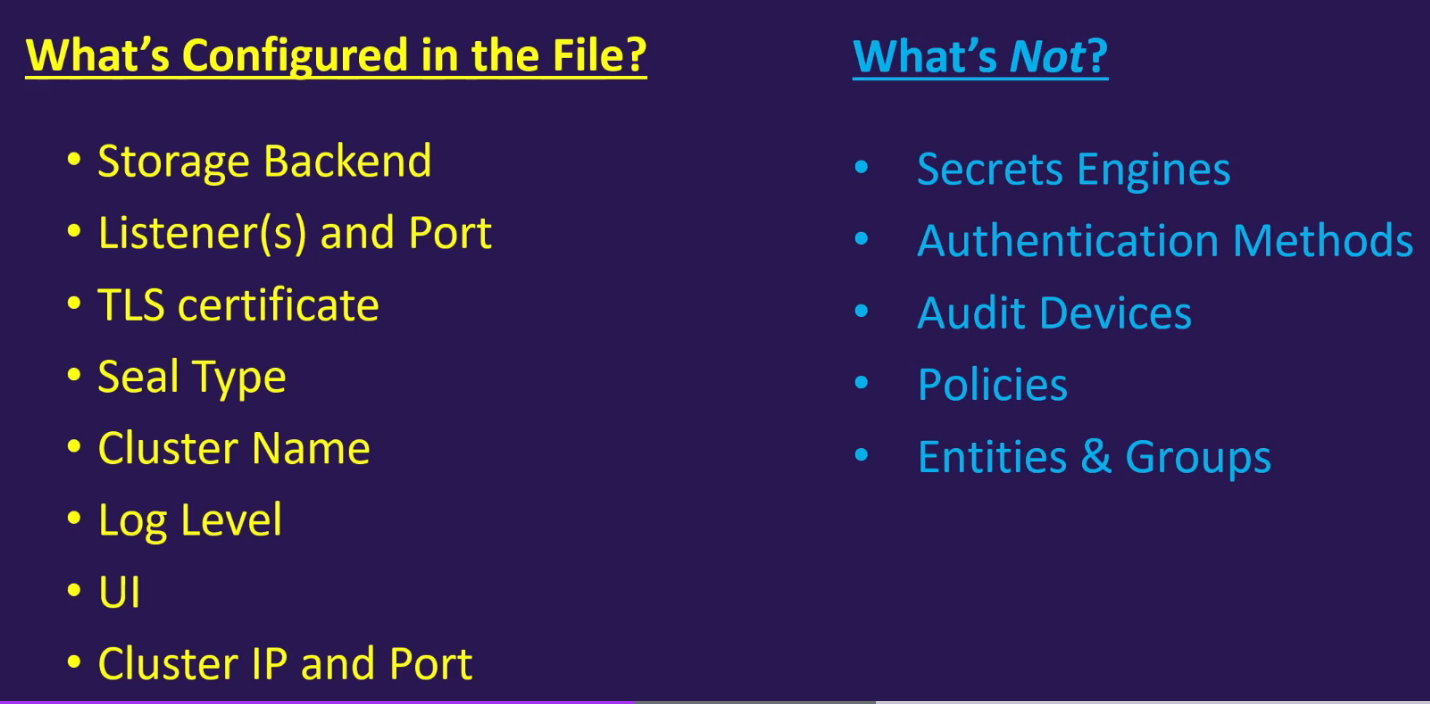 What's Configured in the File?
• Storage Backend
• Listener(s) and Port
• TLS certificate
• Seal Type
• Cluster Name
• Log Level
• UI
• Cluster IP and Port
What's Not?
• Secrets Engines
• Authentication Methods
• Audit Devices
• Policies
• Entities & Groups